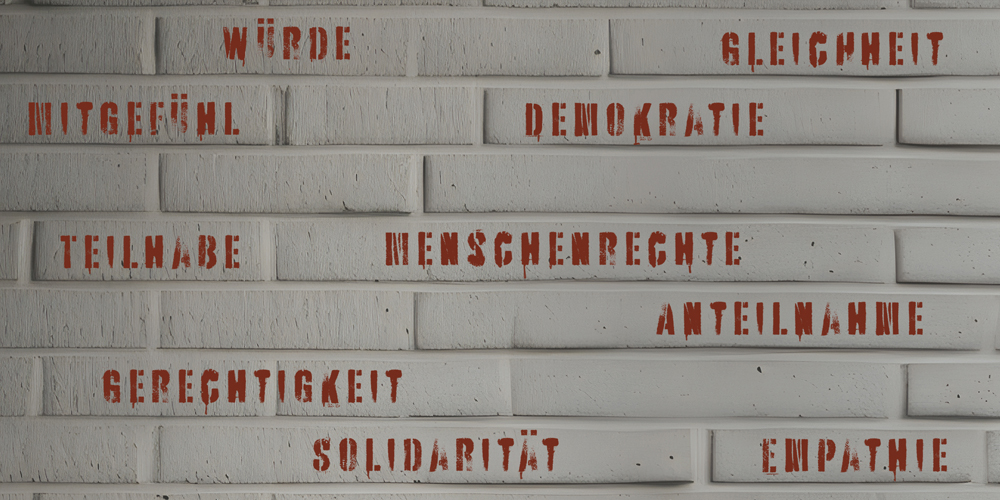 WÜRDE GLEICHHEIT
MITGEFÜHL DEMOKRATIE
TEILHABE MENSCHENRECHTE
ANTEILNAHME
GERECHTIGKEIT
SOLIDARITÄT EMPATHIE